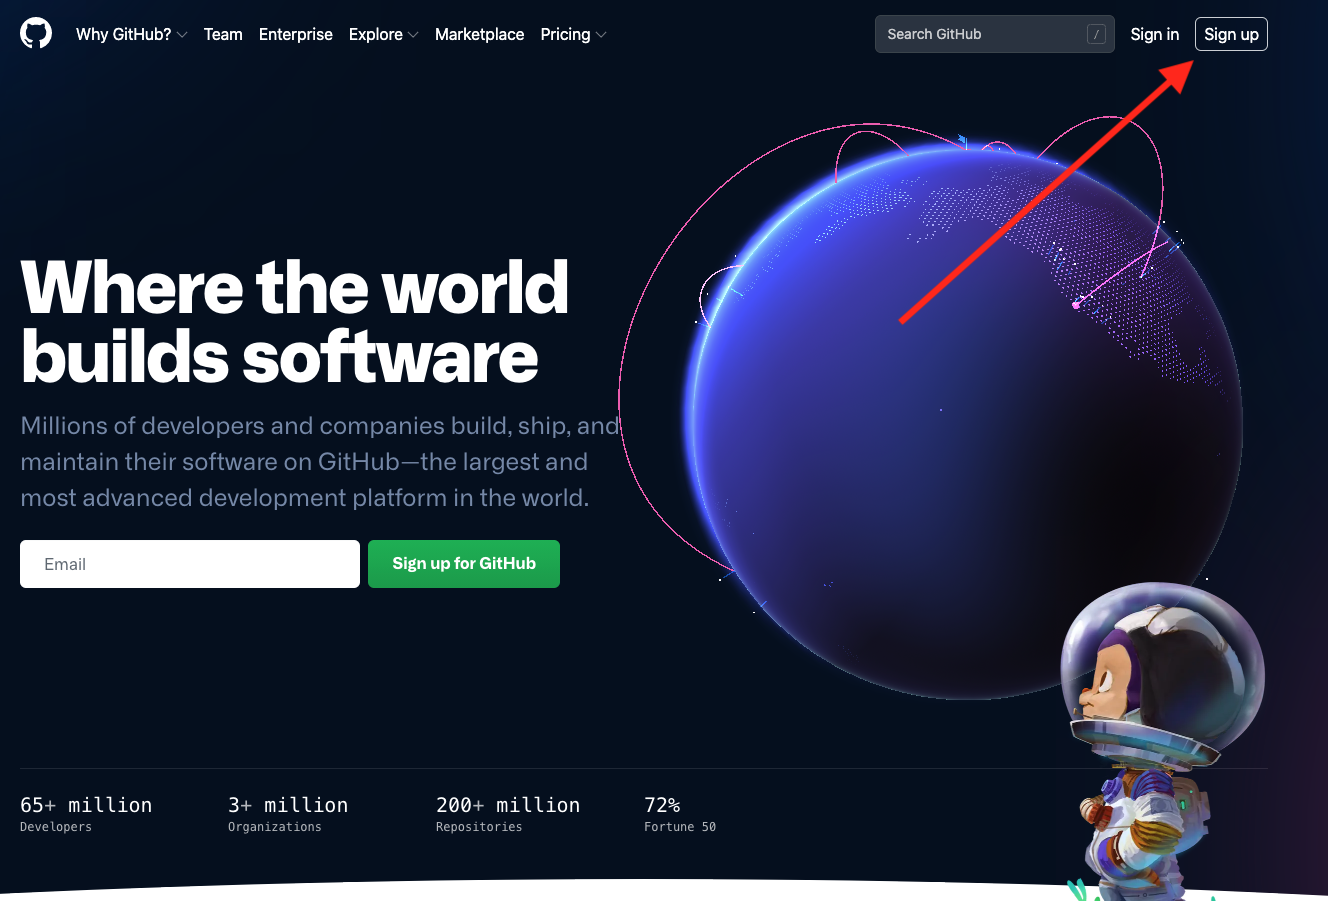 Why GitHub? Team Enterprise Explore Marketplace Pricing Search GitHub / Sign in Sign up
Where the world
builds software
Millions of developers and companies build, ship, and
maintain their software on GitHub—the largest and
most advanced development platform in the world.
Email Sign up for GitHub
65+ million 3+ million 200+ million 72%
Developers Organizations Repositories Fortune 50